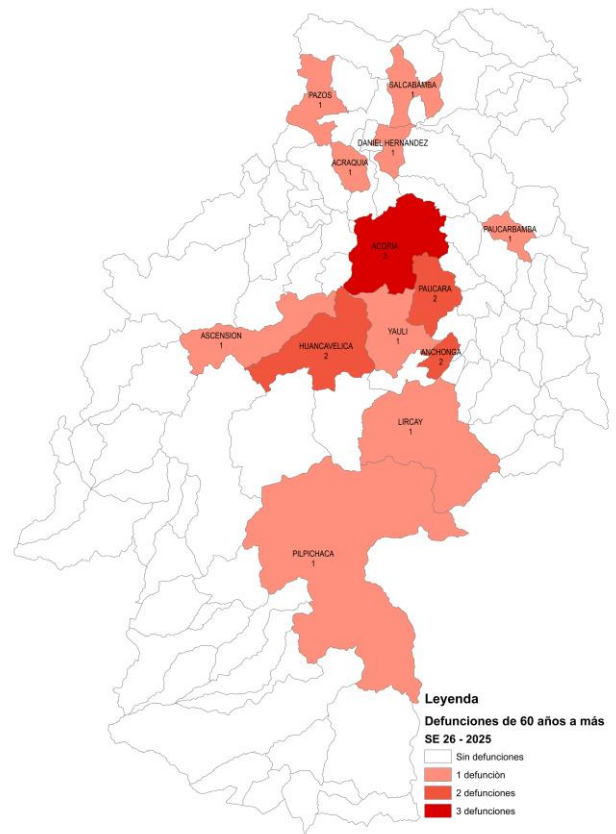 SALCABAMBA
1
PAZOS
1
DANIEL HERNANDEZ
1
ACRAQUIA
1
PAUCARBAMBA
1
ACORIA
3
PAUCARA
2
YAULI
1
ASCENSION
1
HUANCAVELICA
2
ANCHONGA
2
LIRCAY
1
PILPICHACA
1
Leyenda
Defunciones de 60 años a más
SE 26 - 2025
Sin defunciones
1 defunciòn
2 defunciones
3 defunciones